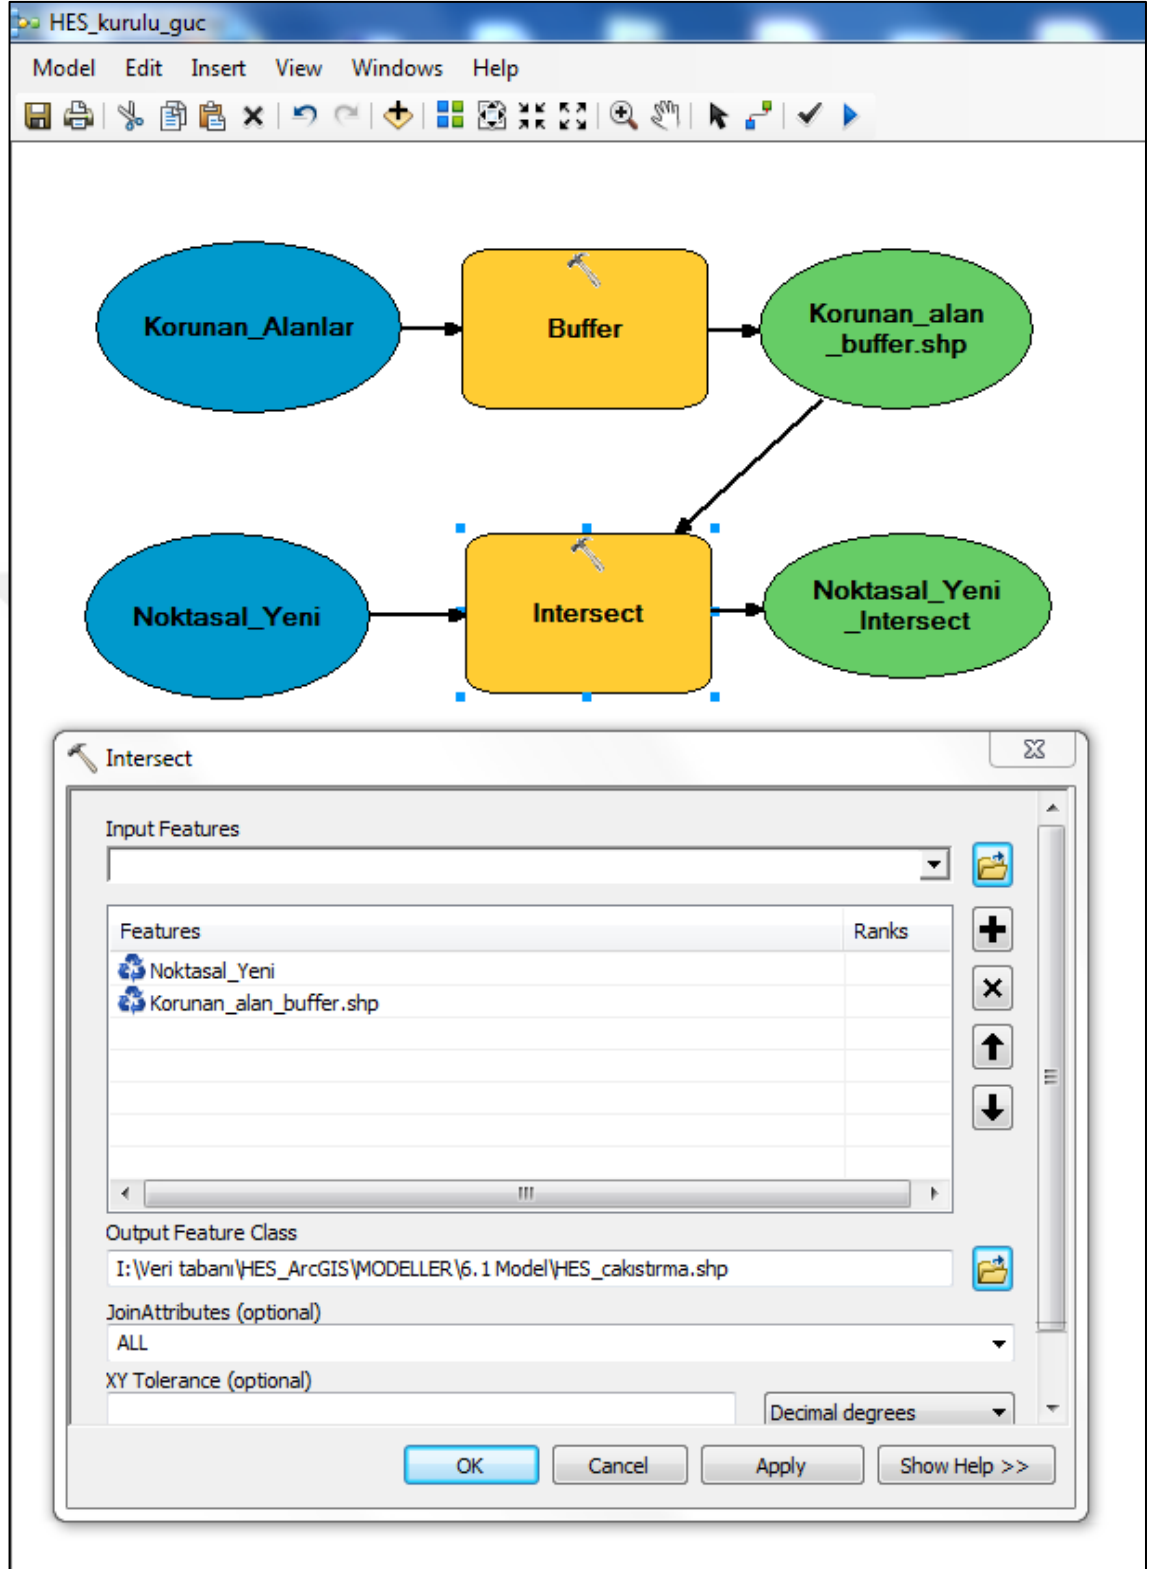 HES_kurulu_guc
Model Edit Insert View Windows Help
Korunan_Alanlar
Buffer
Korunan_alan
_buffer.shp
Noktasal_Yeni
Intersect
Noktasal_Yeni
_Intersect
Intersect
Input Features
Features Ranks
Noktasal_Yeni
Korunan_alan_buffer.shp
Output Feature Class
I:\Veri tabanı\HES_ArcGIS\MODELLER\6.1 Model\HES_cakıstırma.shp
JoinAttributes (optional)
ALL
XY Tolerance (optional)
Decimal degrees
OK Cancel Apply Show Help >>